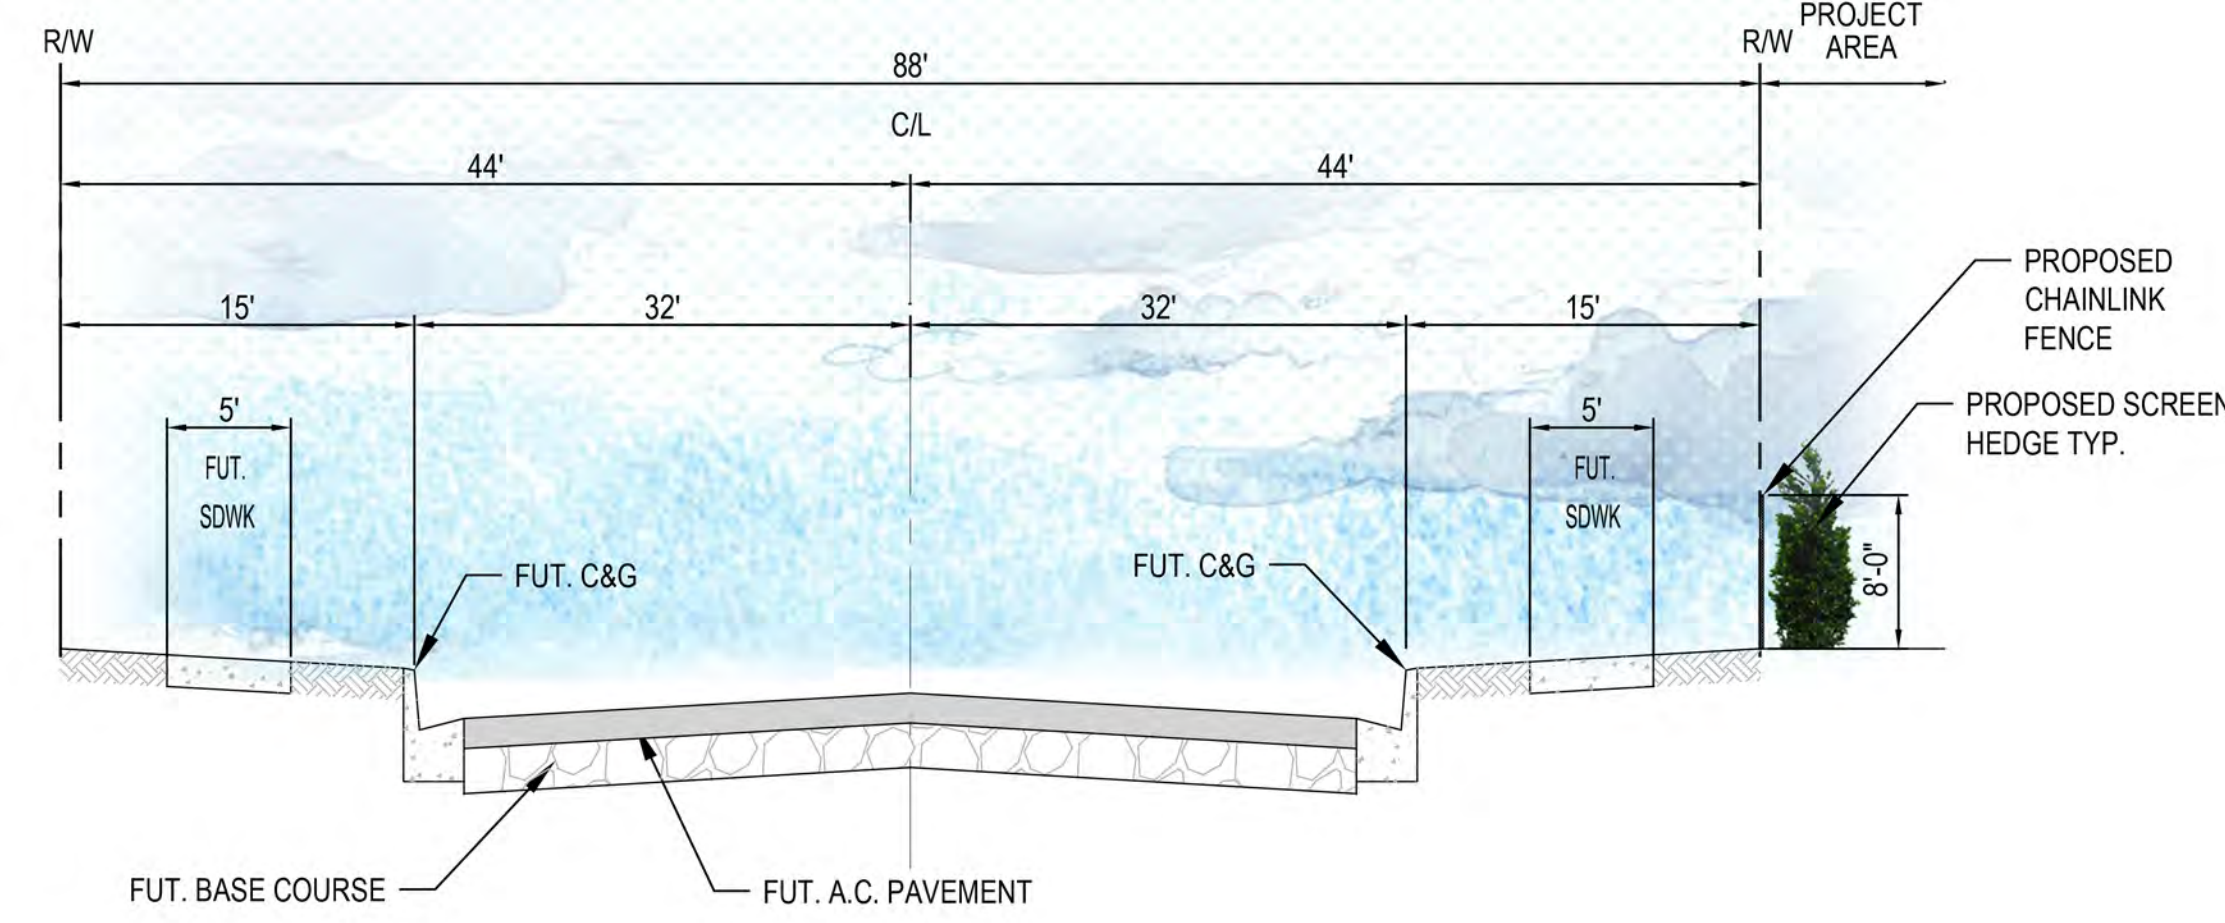 PROJECT
R/W
R/W
AREA
88'
C/L
44'
44'
15'
32'
32'
15'
PROPOSED
CHAINLINK
FENCE
5'
5'
PROPOSED SCREEN
HEDGE TYP.
FUT.
SDWK
FUT.
SDWK
FUT. C&G
FUT. C&G
8'-0"
FUT. BASE COURSE
FUT. A.C. PAVEMENT